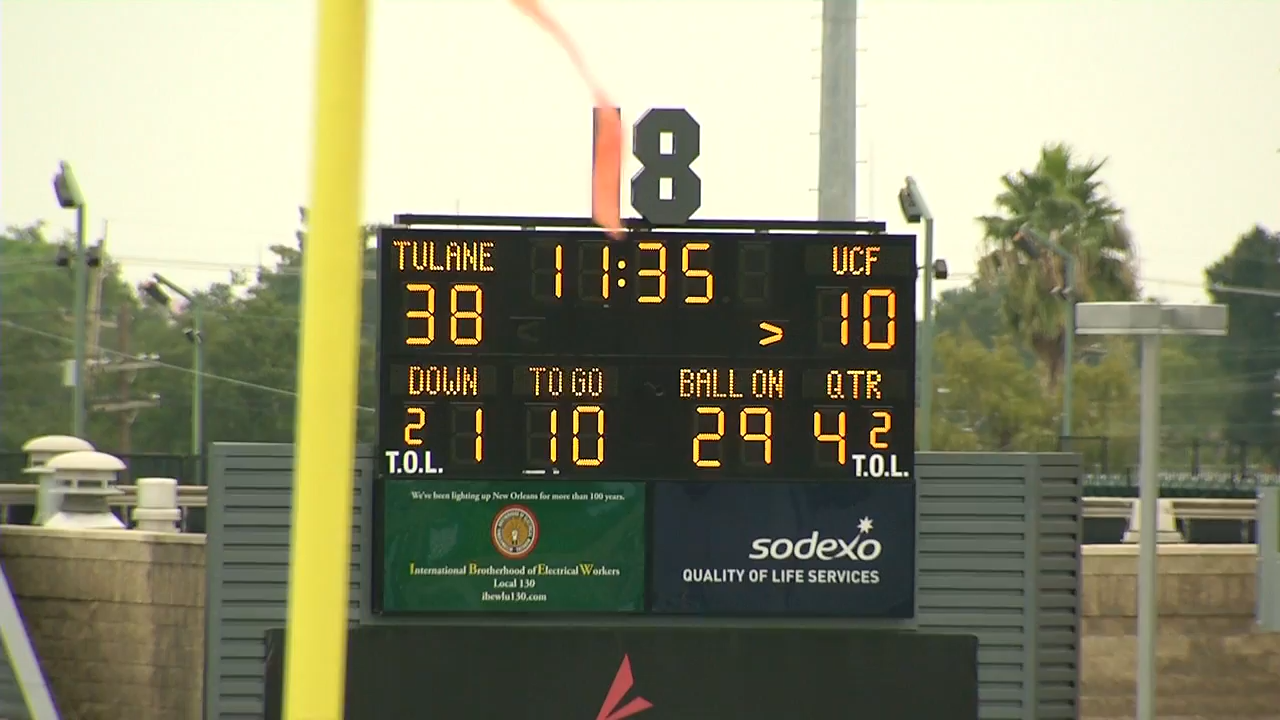 18
TULANE 11:35 UCF
38 > 10
DOWN TO GO BALL ON QTR
2 1 10 29 4 2
T.O.L. T.O.L.
We've been lighting up New Orleans for more than 100 years.
International Brotherhood of Electrical Workers
Local 130
ibewlu130.com
sodexo
QUALITY OF LIFE SERVICES